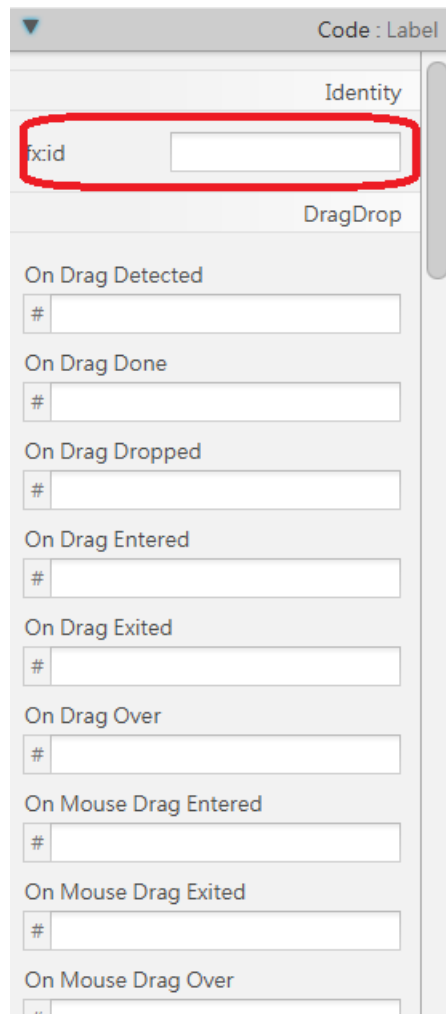 Code : Label
Identity
fx:id
DragDrop
On Drag Detected
#
On Drag Done
#
On Drag Dropped
#
On Drag Entered
#
On Drag Exited
#
On Drag Over
#
On Mouse Drag Entered
#
On Mouse Drag Exited
#
On Mouse Drag Over
#